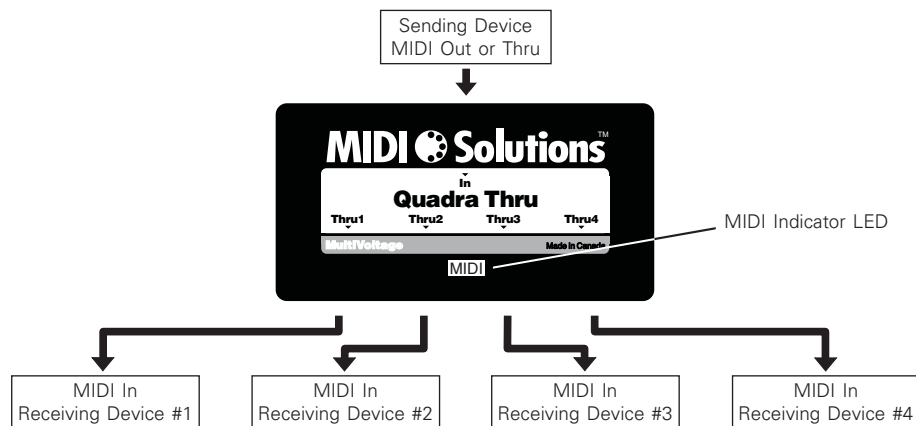 Sending Device
MIDI Out or Thru
MIDI Solutions™
In
Quadra Thru
Thru1 Thru2 Thru3 Thru4
MultiVoltage Made in Canada
MIDI Indicator LED
MIDI
MIDI In
Receiving Device #1
MIDI In
Receiving Device #2
MIDI In
Receiving Device #3
MIDI In
Receiving Device #4